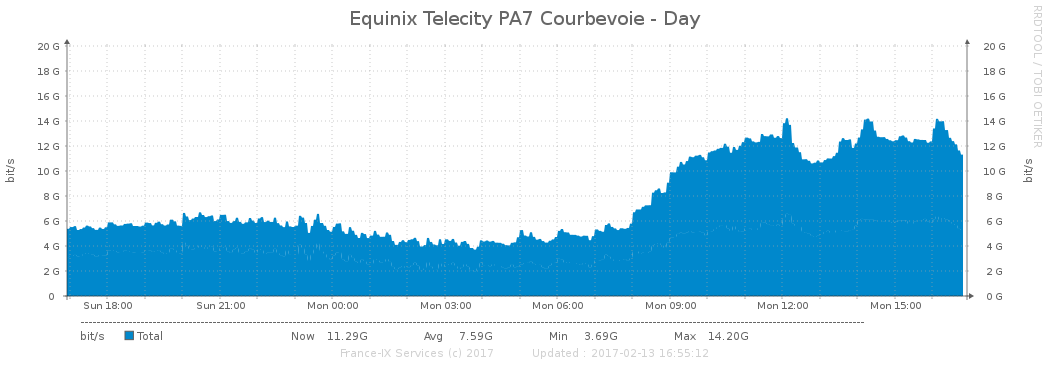 Equinix Telecity PA7 Courbevoie - Day
RRDTOOL / TOBI OETIKER
bit/s
20 G
18 G
16 G
14 G
12 G
10 G
8 G
6 G
4 G
2 G
0
20 G
18 G
16 G
14 G
12 G
10 G
8 G
6 G
4 G
2 G
0 G
bit/s
Sun 18:00 Sun 21:00 Mon 00:00 Mon 03:00 Mon 06:00 Mon 09:00 Mon 12:00 Mon 15:00
bit/s Total Now 11.29G Avg 7.59G Min 3.69G Max 14.20G
France-IX Services (c) 2017 Updated : 2017-02-13 16:55:12